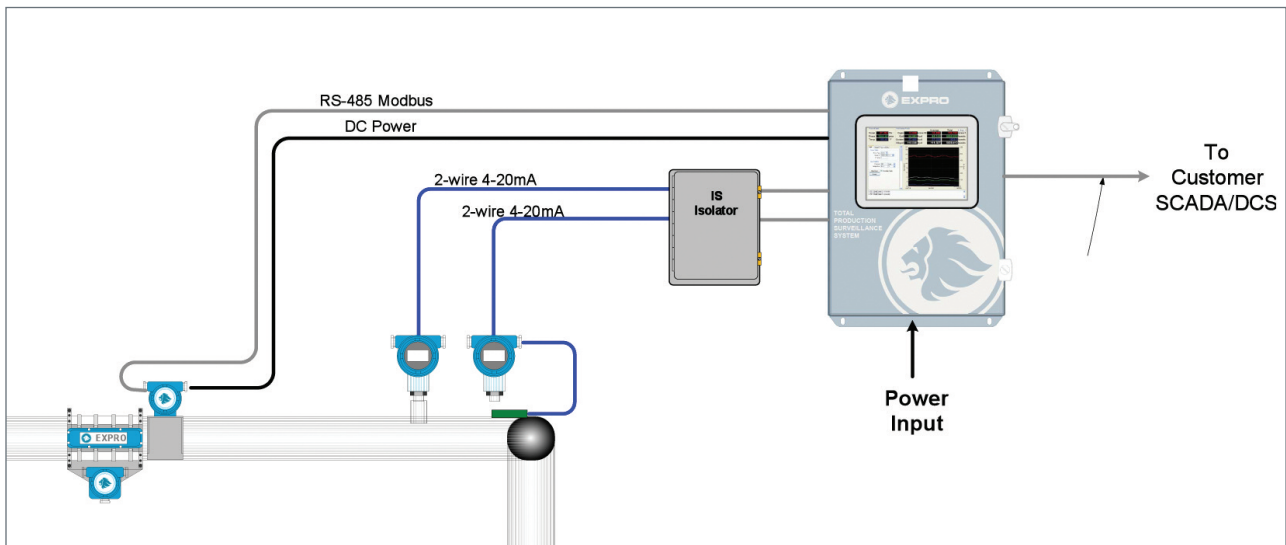 RS-485 Modbus
DC Power
2-wire 4-20mA
2-wire 4-20mA
IS
Isolator
EXPRO
TOTAL
PRODUCTION
SURVEILLANCE
SYSTEM
To
Customer
SCADA/DCS
Power
Input
EXPRO